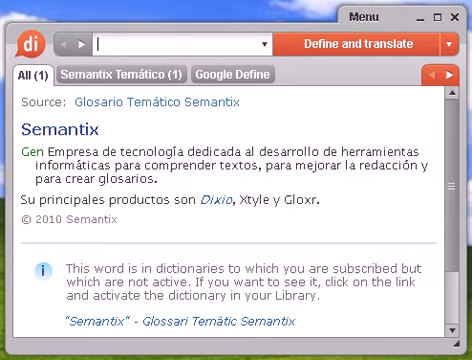 Menu
di
Define and translate
All (1)
Semantix Temático (1)
Google Define
Source: Glosario Temático Semantix
Semantix
Gen Empresa de tecnología dedicada al desarrollo de herramientas
informáticas para comprender textos, para mejorar la redacción y
para crear glosarios.
Su principales productos son Dixio, Xtyle y Gloxr.
© 2010 Semantix
i
This word is in dictionaries to which you are subscribed but
which are not active. If you want to see it, click on the link
and activate the dictionary in your Library.
"Semantix" - Glossari Temàtic Semantix